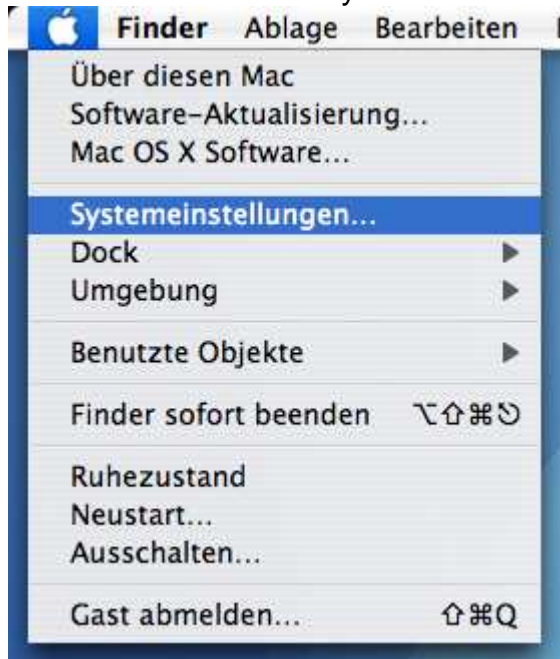 Finder Ablage Bearbeiten
Über diesen Mac
Software-Aktualisierung...
Mac OS X Software...
Systemeinstellungen...
Dock
Umgebung
Benutzte Objekte
Finder sofort beenden ⌥⇧⌘⎋
Ruhezustand
Neustart...
Ausschalten...
Gast abmelden... ⇧⌘Q